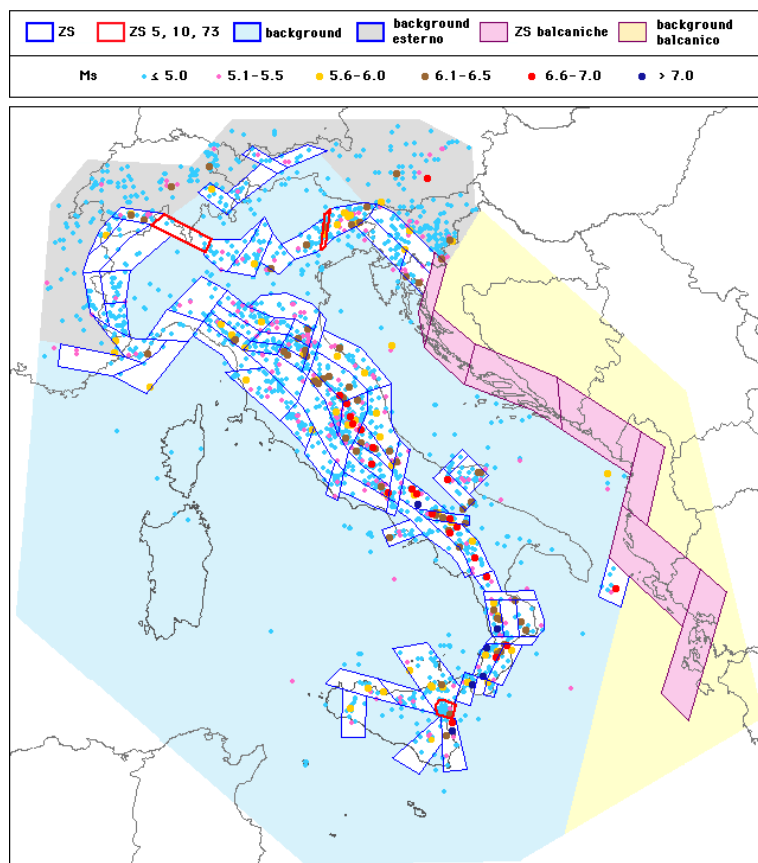 ZS
ZS 5, 10, 73
background
background
esterno
ZS balcaniche
background
balcanico
Ms
≤ 5.0
5.1-5.5
5.6-6.0
6.1-6.5
6.6-7.0
> 7.0